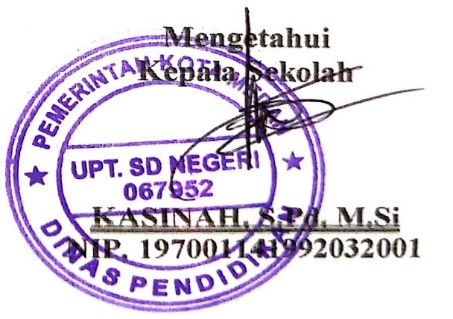 Mengetahui
Kepala Sekolah
PEMERINTAH KOTA
UPT. SD NEGERI
067952
KASINAH, S.Pd, M.Si
NIP. 197001141992032001
DINAS PENDIDIKAN